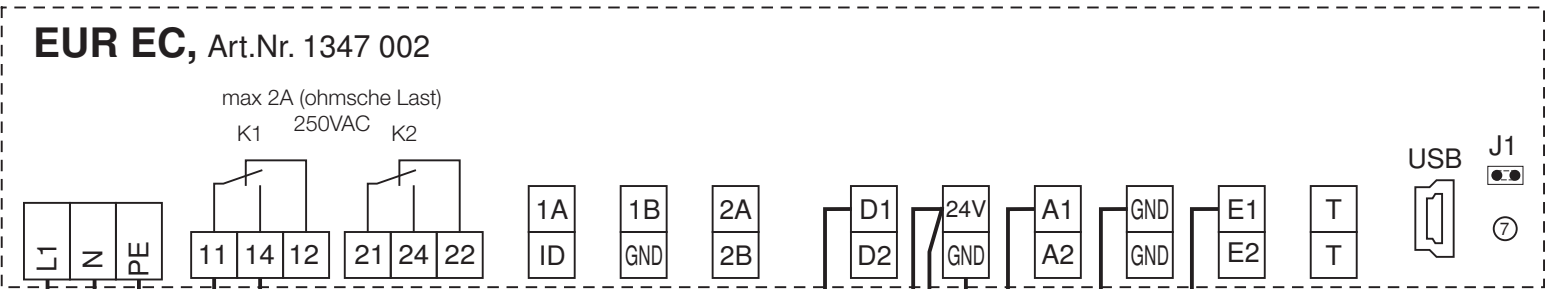 EUR EC, Art.Nr. 1347 002
max 2A (ohmsche Last)
250VAC
K1 K2
USB J1
1A 1B 2A D1 24V A1 GND E1 T
⑦
L1 N PE 11 14 12 21 24 22 ID GND 2B D2 GND A2 GND E2 T